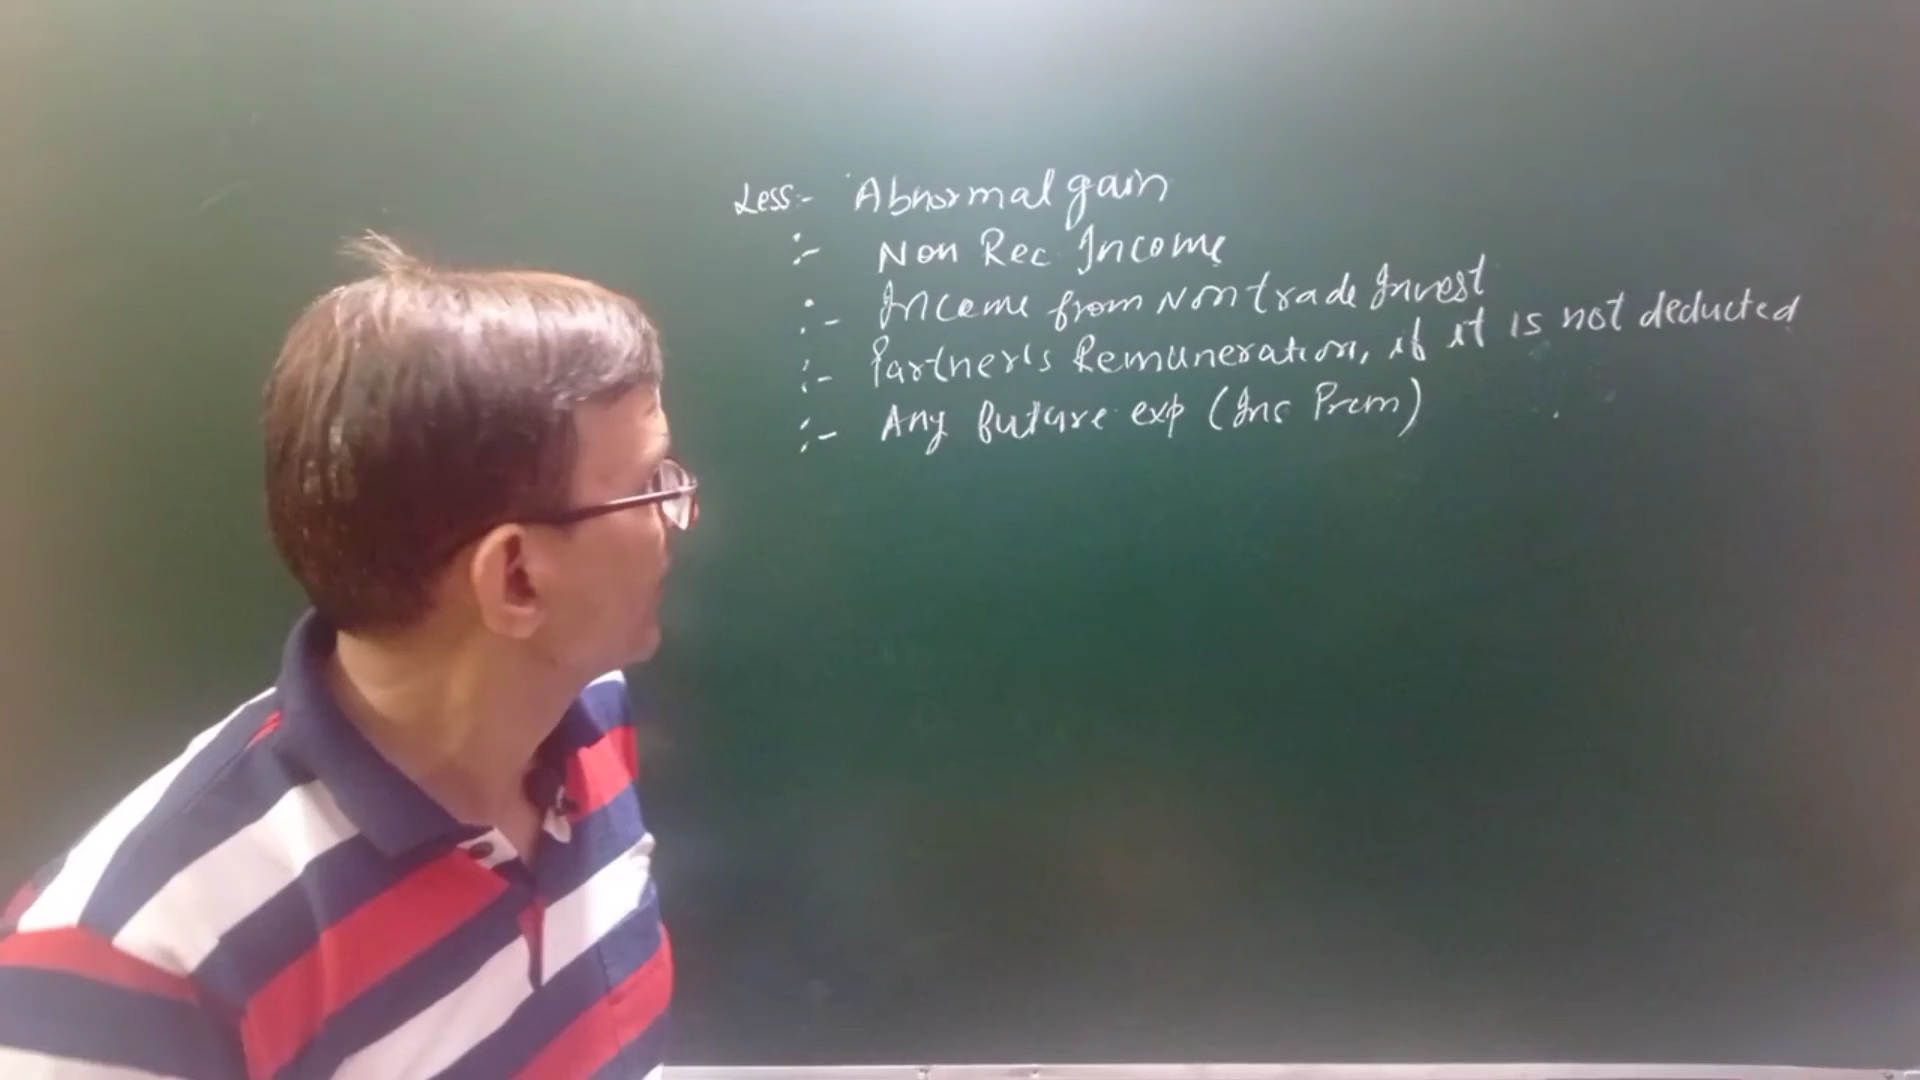 Less:- Abnormal gain
:- Non Rec. Income
:- Income from Non trade Invest
:- Partner's Remuneration, if it is not deducted
:- Any future exp (Ins Prem)